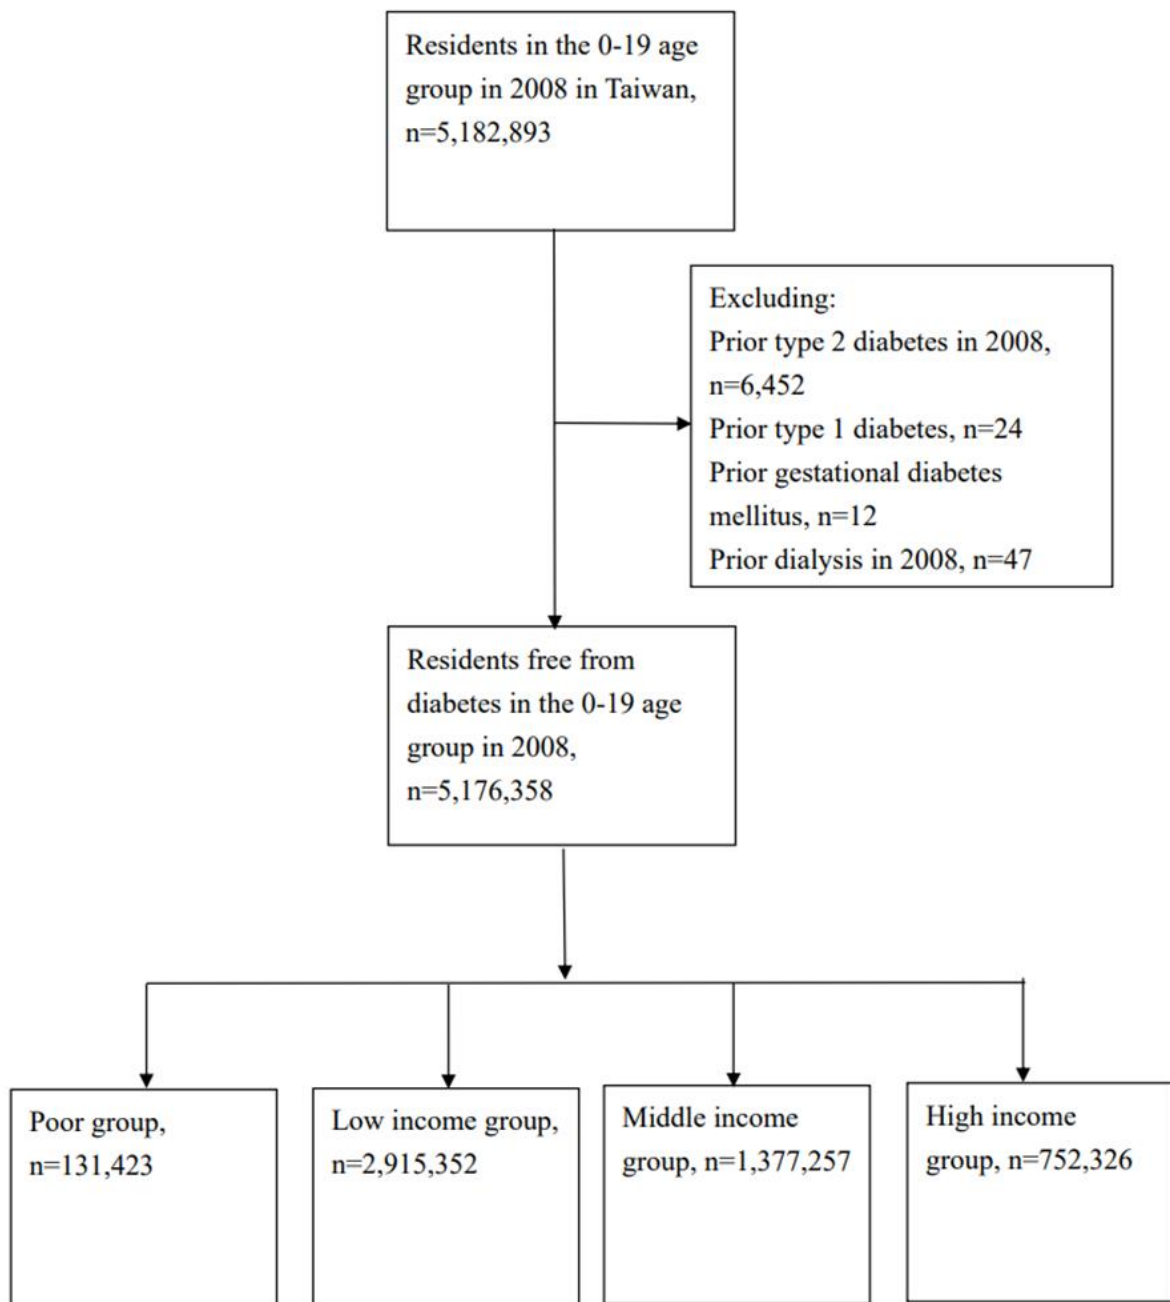 Residents in the 0-19 age
group in 2008 in Taiwan,
n=5,182,893
Excluding:
Prior type 2 diabetes in 2008,
n=6,452
Prior type 1 diabetes, n=24
Prior gestational diabetes
mellitus, n=12
Prior dialysis in 2008, n=47
Residents free from
diabetes in the 0-19 age
group in 2008,
n=5,176,358
Poor group,
n=131,423
Low income group,
n=2,915,352
Middle income
group, n=1,377,257
High income
group, n=752,326